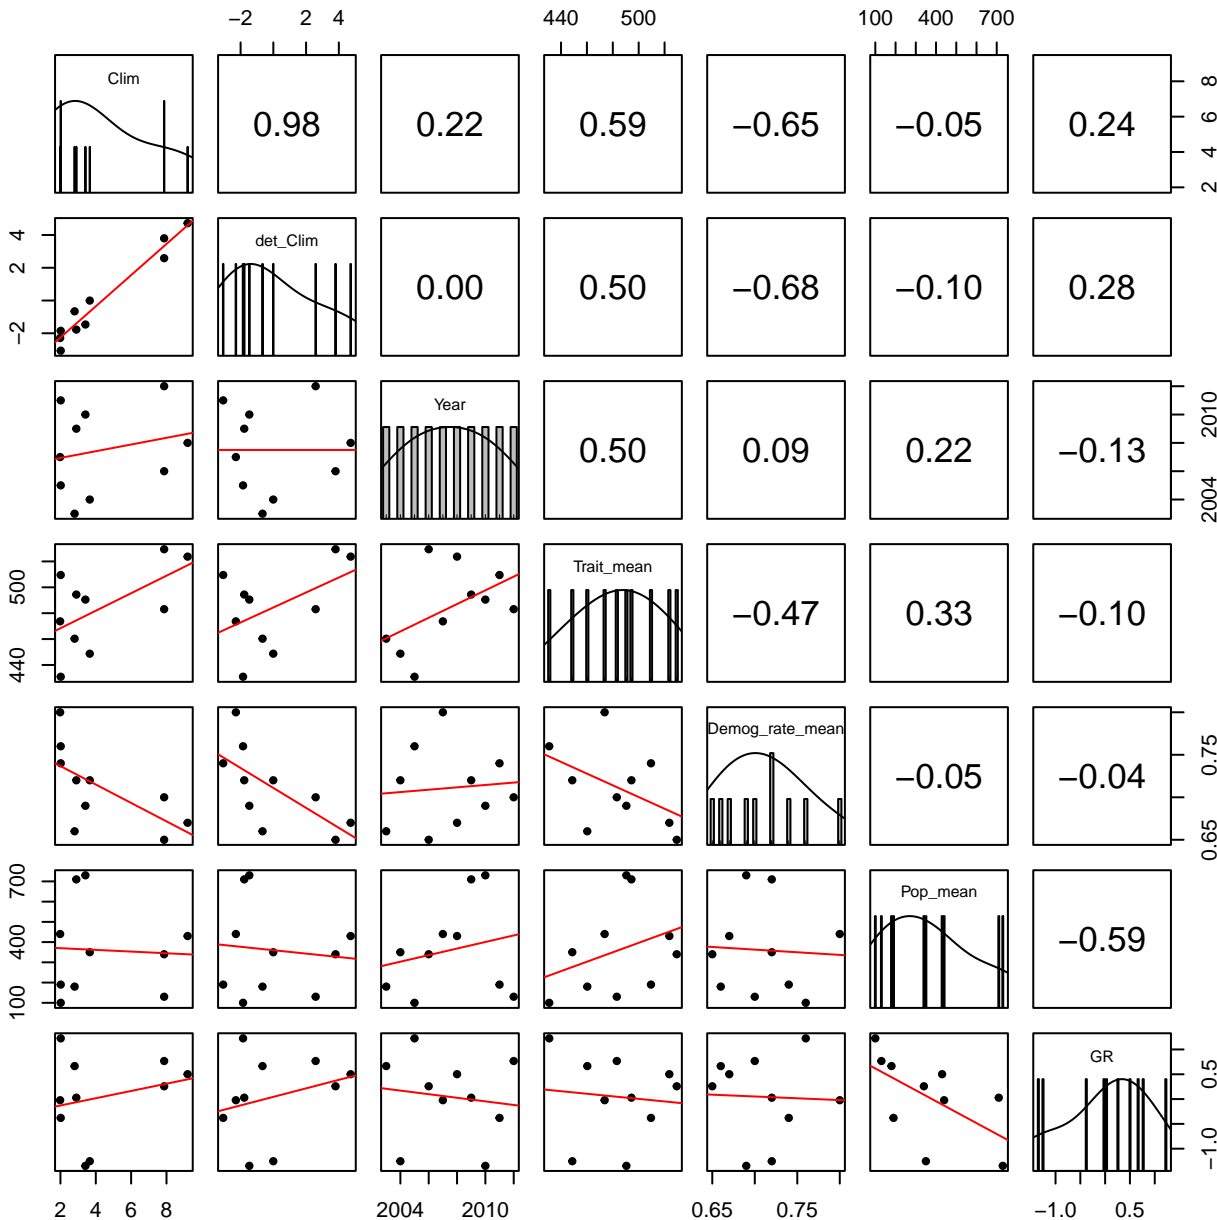 −2 2 4 440 500 100 400 700
Clim 0.98 0.22 0.59 −0.65 −0.05 0.24
2 4 6 8
−2 2 4
det_Clim 0.00 0.50 −0.68 −0.10 0.28
Year 0.50 0.09 0.22 −0.13
2004 2010
440 500
Trait_mean −0.47 0.33 −0.10
Demog_rate_mean −0.05 −0.04
0.65 0.75
100 400 700
Pop_mean −0.59
GR
−1.0 0.5
2 4 6 8 2004 2010 0.65 0.75 −1.0 0.5